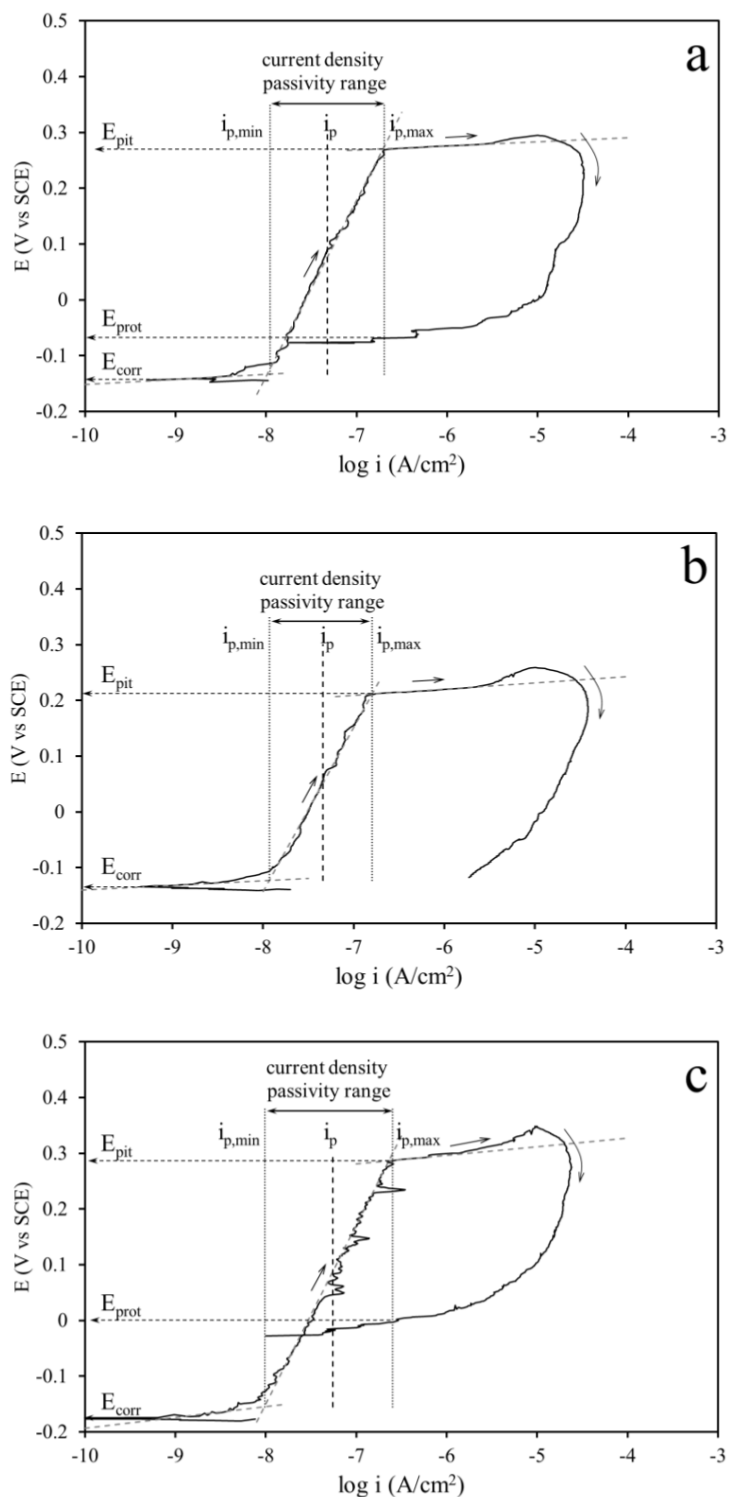 a
current density
passivity range
i_p,min
i_p
i_p,max
E_pit
E_prot
E_corr
0.5
0.4
0.3
0.2
0.1
0
-0.1
-0.2
E (V vs SCE)
-10 -9 -8 -7 -6 -5 -4 -3
log i (A/cm²)
b
current density
passivity range
i_p,min
i_p
i_p,max
E_pit
E_corr
0.5
0.4
0.3
0.2
0.1
0
-0.1
-0.2
E (V vs SCE)
-10 -9 -8 -7 -6 -5 -4 -3
log i (A/cm²)
c
current density
passivity range
i_p,min
i_p
i_p,max
E_pit
E_prot
E_corr
0.5
0.4
0.3
0.2
0.1
0
-0.1
-0.2
E (V vs SCE)
-10 -9 -8 -7 -6 -5 -4 -3
log i (A/cm²)